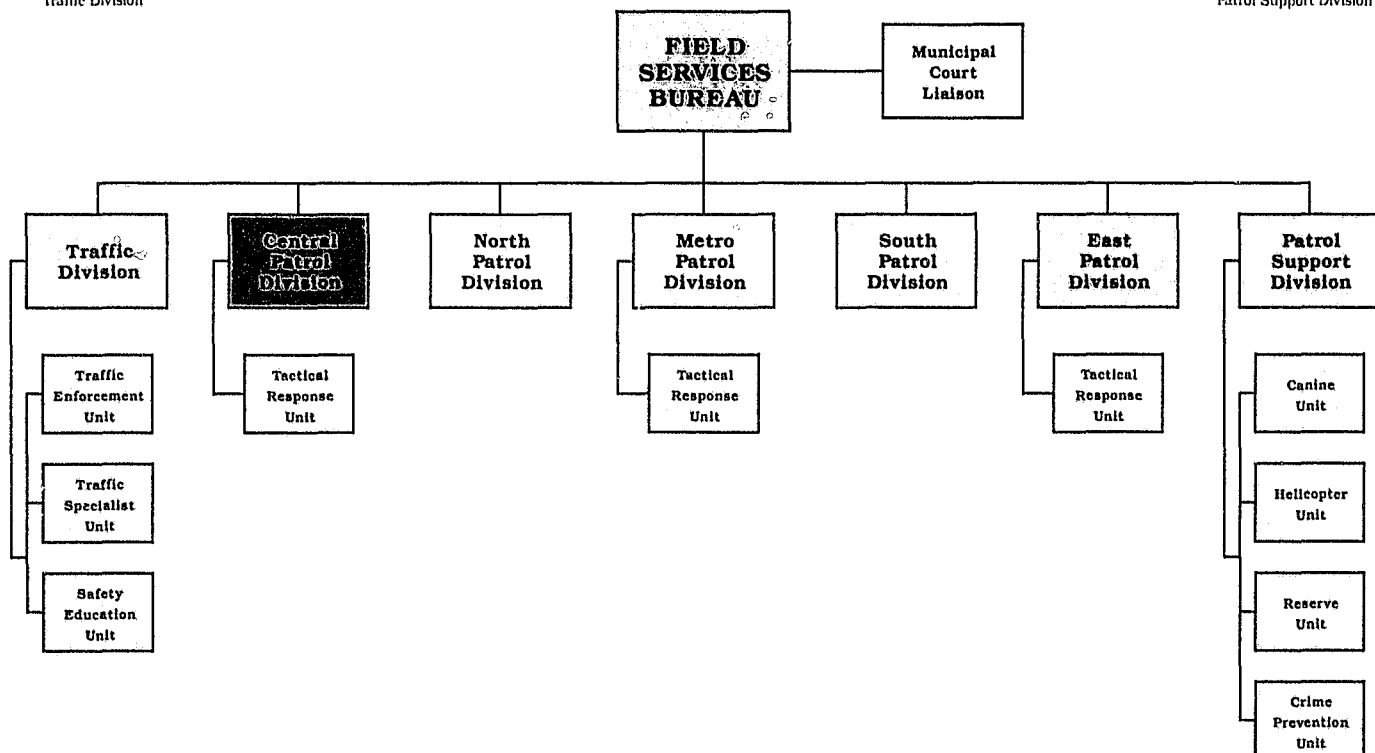 Traffic Division
Patrol Support Division
FIELD
SERVICES
BUREAU
Municipal
Court
Liaison
Traffic
Division
Central
Patrol
Division
North
Patrol
Division
Metro
Patrol
Division
South
Patrol
Division
East
Patrol
Division
Patrol
Support
Division
Traffic
Enforcement
Unit
Tactical
Response
Unit
Tactical
Response
Unit
Tactical
Response
Unit
Canine
Unit
Traffic
Specialist
Unit
Helicopter
Unit
Safety
Education
Unit
Reserve
Unit
Crime
Prevention
Unit